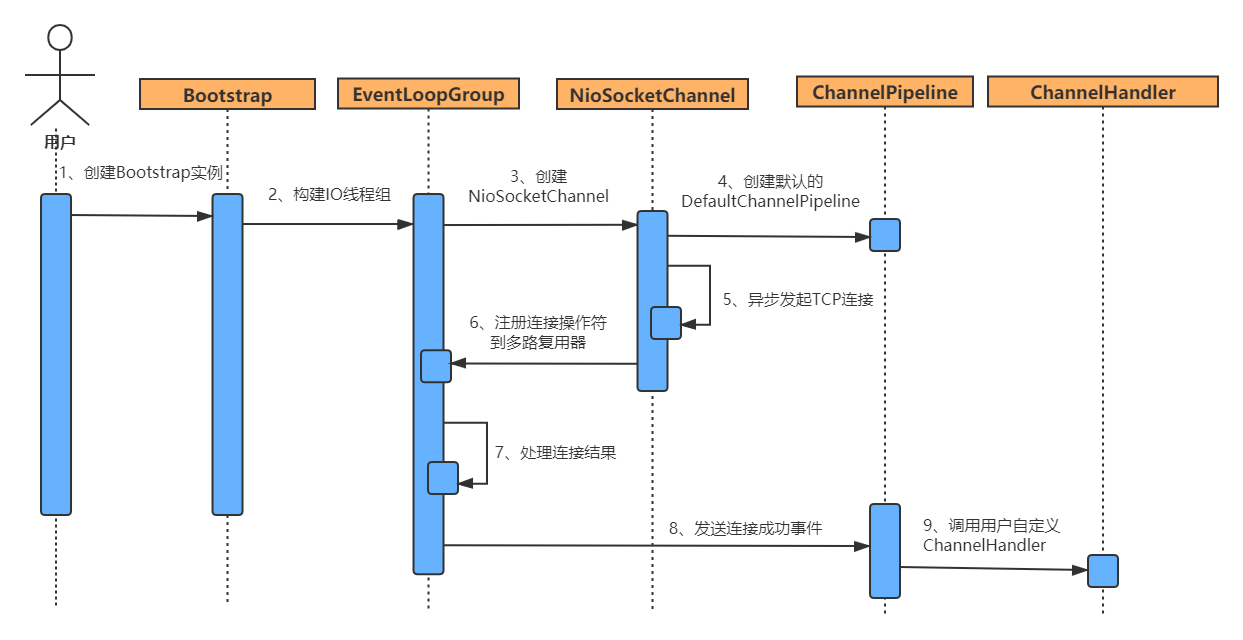 用户
Bootstrap
EventLoopGroup
NioSocketChannel
ChannelPipeline
ChannelHandler
1、创建Bootstrap实例
2、构建IO线程组
3、创建
NioSocketChannel
4、创建默认的
DefaultChannelPipeline
5、异步发起TCP连接
6、注册连接操作符
到多路复用器
7、处理连接结果
8、发送连接成功事件
9、调用用户自定义
ChannelHandler